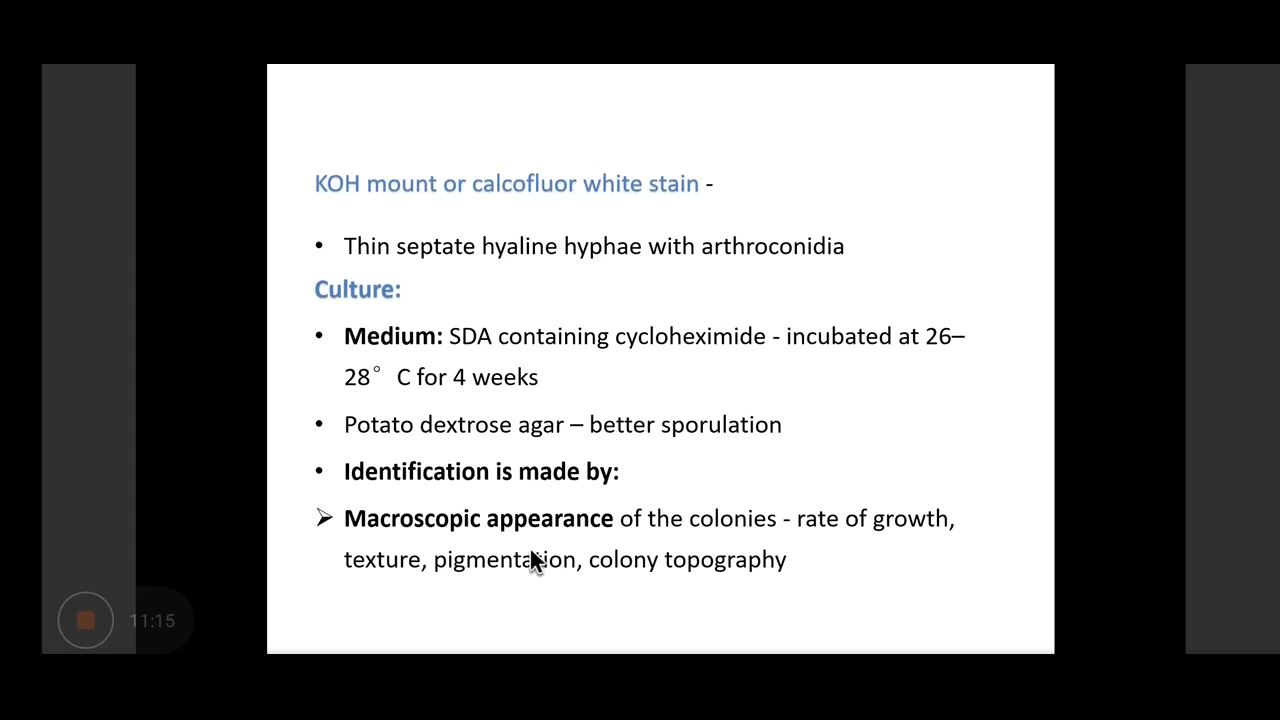 KOH mount or calcofluor white stain -
• Thin septate hyaline hyphae with arthroconidia
Culture:
• Medium: SDA containing cycloheximide - incubated at 26–
28° C for 4 weeks
• Potato dextrose agar – better sporulation
• Identification is made by:
➢ Macroscopic appearance of the colonies - rate of growth,
texture, pigmentation, colony topography
11:15